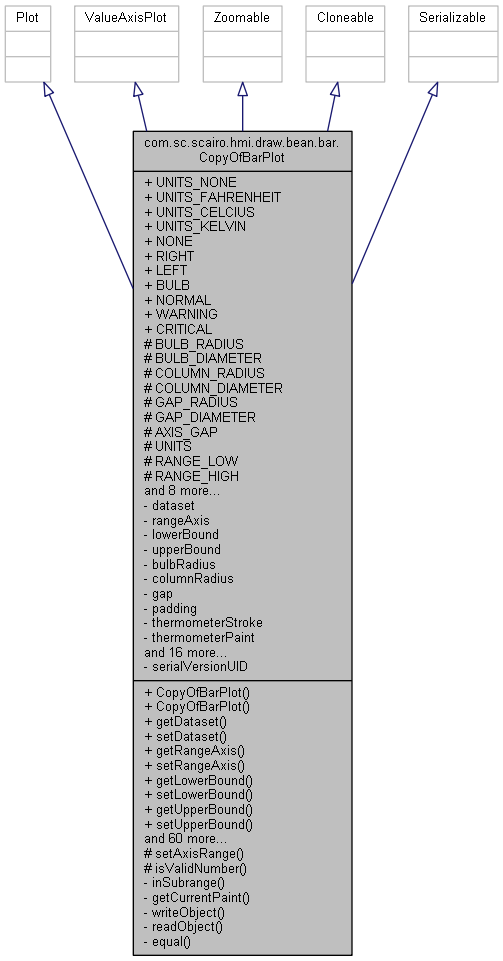 Plot
ValueAxisPlot
Zoomable
Cloneable
Serializable
com.sc.scairo.hmi.draw.bean.bar.
CopyOfBarPlot
+ UNITS_NONE
+ UNITS_FAHRENHEIT
+ UNITS_CELCIUS
+ UNITS_KELVIN
+ NONE
+ RIGHT
+ LEFT
+ BULB
+ NORMAL
+ WARNING
+ CRITICAL
# BULB_RADIUS
# BULB_DIAMETER
# COLUMN_RADIUS
# COLUMN_DIAMETER
# GAP_RADIUS
# GAP_DIAMETER
# AXIS_GAP
# UNITS
# RANGE_LOW
# RANGE_HIGH
and 8 more...
- dataset
- rangeAxis
- lowerBound
- upperBound
- bulbRadius
- columnRadius
- gap
- padding
- thermometerStroke
- thermometerPaint
and 16 more...
- serialVersionUID
+ CopyOfBarPlot()
+ CopyOfBarPlot()
+ getDataset()
+ setDataset()
+ getRangeAxis()
+ setRangeAxis()
+ getLowerBound()
+ setLowerBound()
+ getUpperBound()
+ setUpperBound()
and 60 more...
# setAxisRange()
# isValidNumber()
- inSubrange()
- getCurrentPaint()
- writeObject()
- readObject()
- equal()